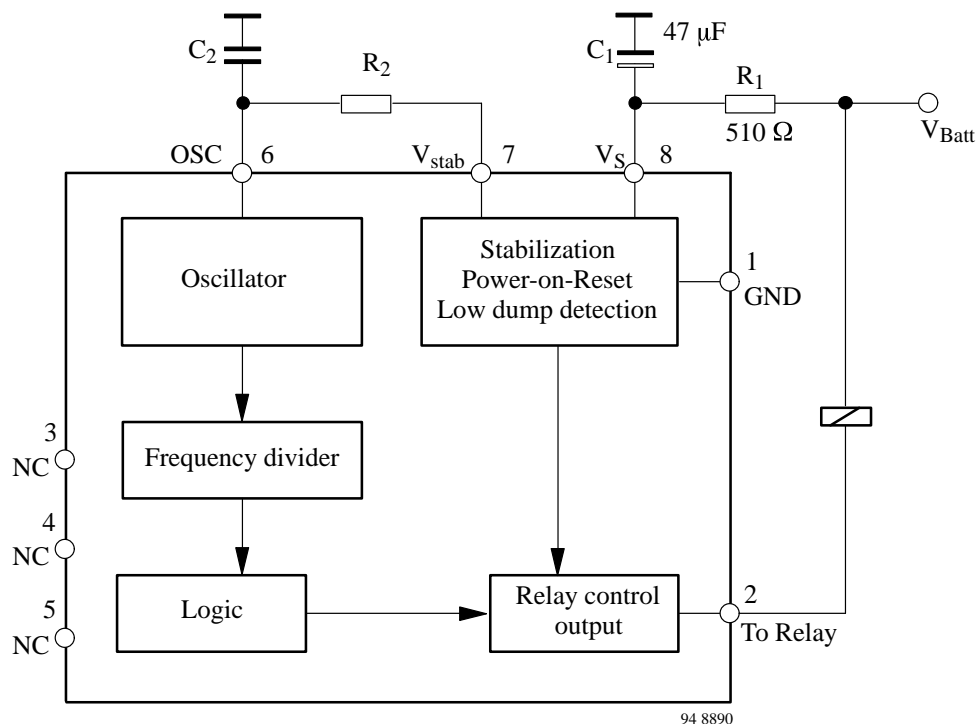 47 μF
C2
C1
R2
R1
510 Ω
VBatt
OSC
6
Vstab
7
VS
8
Oscillator
Stabilization
Power-on-Reset
Low dump detection
1
GND
3
NC
Frequency divider
4
NC
5
NC
Logic
Relay control
output
2
To Relay
94 8890